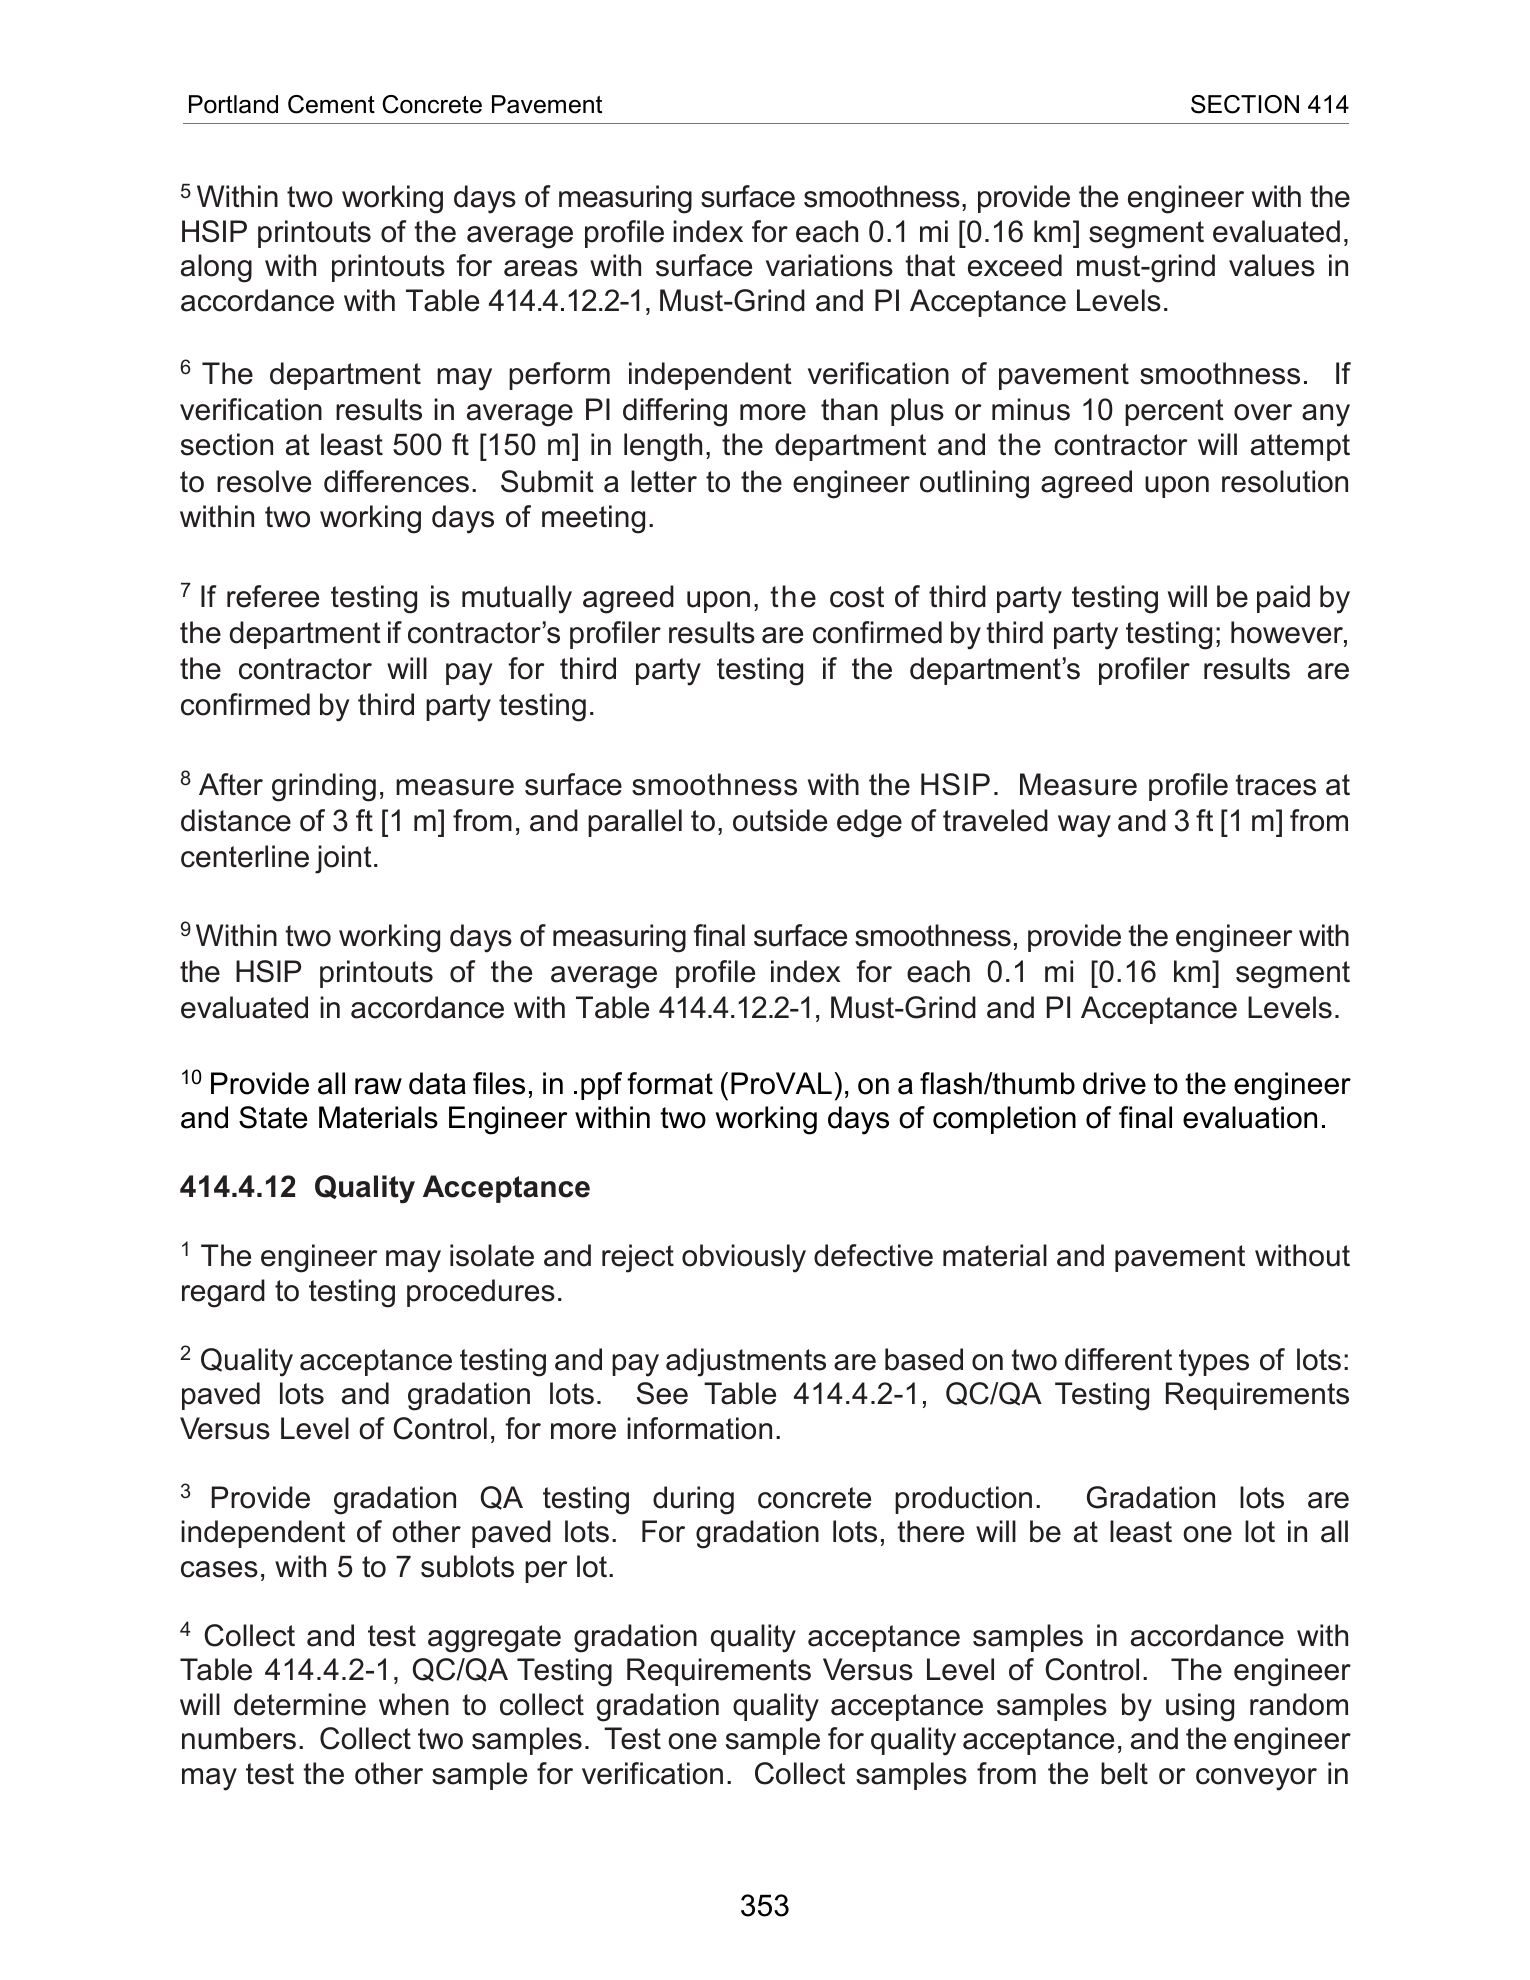 Portland Cement Concrete Pavement SECTION 414
5 Within two working days of measuring surface smoothness, provide the engineer with the
HSIP printouts of the average profile index for each 0.1 mi [0.16 km] segment evaluated,
along with printouts for areas with surface variations that exceed must-grind values in
accordance with Table 414.4.12.2-1, Must-Grind and PI Acceptance Levels.
6 The department may perform independent verification of pavement smoothness. If
verification results in average PI differing more than plus or minus 10 percent over any
section at least 500 ft [150 m] in length, the department and the contractor will attempt
to resolve differences. Submit a letter to the engineer outlining agreed upon resolution
within two working days of meeting.
7 If referee testing is mutually agreed upon, the cost of third party testing will be paid by
the department if contractor’s profiler results are confirmed by third party testing; however,
the contractor will pay for third party testing if the department’s profiler results are
confirmed by third party testing.
8 After grinding, measure surface smoothness with the HSIP. Measure profile traces at
distance of 3 ft [1 m] from, and parallel to, outside edge of traveled way and 3 ft [1 m] from
centerline joint.
9 Within two working days of measuring final surface smoothness, provide the engineer with
the HSIP printouts of the average profile index for each 0.1 mi [0.16 km] segment
evaluated in accordance with Table 414.4.12.2-1, Must-Grind and PI Acceptance Levels.
10 Provide all raw data files, in .ppf format (ProVAL), on a flash/thumb drive to the engineer
and State Materials Engineer within two working days of completion of final evaluation.
414.4.12 Quality Acceptance
1 The engineer may isolate and reject obviously defective material and pavement without
regard to testing procedures.
2 Quality acceptance testing and pay adjustments are based on two different types of lots:
paved lots and gradation lots. See Table 414.4.2-1, QC/QA Testing Requirements
Versus Level of Control, for more information.
3 Provide gradation QA testing during concrete production. Gradation lots are
independent of other paved lots. For gradation lots, there will be at least one lot in all
cases, with 5 to 7 sublots per lot.
4 Collect and test aggregate gradation quality acceptance samples in accordance with
Table 414.4.2-1, QC/QA Testing Requirements Versus Level of Control. The engineer
will determine when to collect gradation quality acceptance samples by using random
numbers. Collect two samples. Test one sample for quality acceptance, and the engineer
may test the other sample for verification. Collect samples from the belt or conveyor in
353